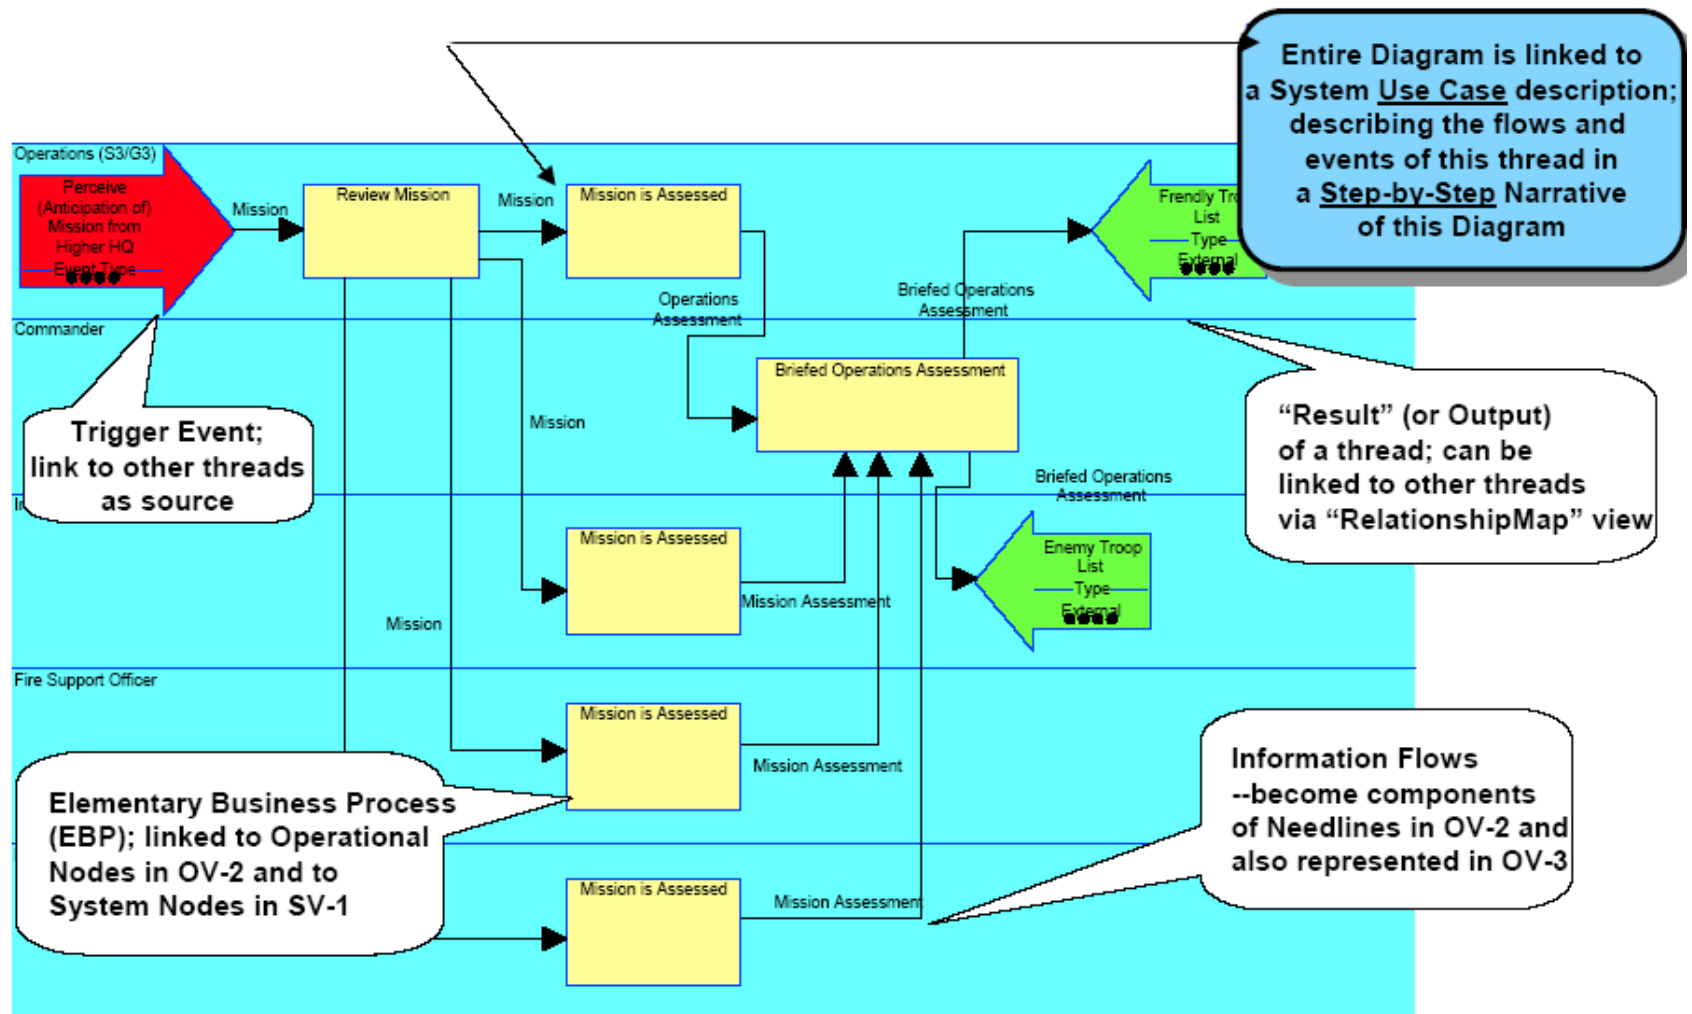 Entire Diagram is linked to
a System Use Case description;
describing the flows and
events of this thread in
a Step-by-Step Narrative
of this Diagram
Operations (S3/G3)
Perceive
(Anticipation of)
Mission from
Higher HQ
Event Type
Mission
Review Mission
Mission
Mission is Assessed
Operations
Assessment
Briefed Operations
Assessment
Frendly
List
Type
External
Commander
Trigger Event;
link to other threads
as source
Mission
Briefed Operations Assessment
Briefed Operations
Assessment
“Result” (or Output)
of a thread; can be
linked to other threads
via “RelationshipMap” view
Mission is Assessed
Mission Assessment
Enemy Troop
List
Type
External
Mission
Fire Support Officer
Mission is Assessed
Mission Assessment
Elementary Business Process
(EBP); linked to Operational
Nodes in OV-2 and to
System Nodes in SV-1
Information Flows
--become components
of Needlines in OV-2 and
also represented in OV-3
Mission is Assessed
Mission Assessment